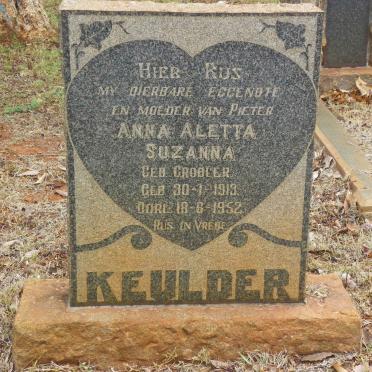 HIER RUS
MY DIERBARE EGGENOTE
EN MOEDER VAN PIETER
ANNA ALETTA
SUZANNA
GEB GROBLER
GEB 30-1-1913
OORL 18-6-1952
RUS IN VREDE
KEULDER